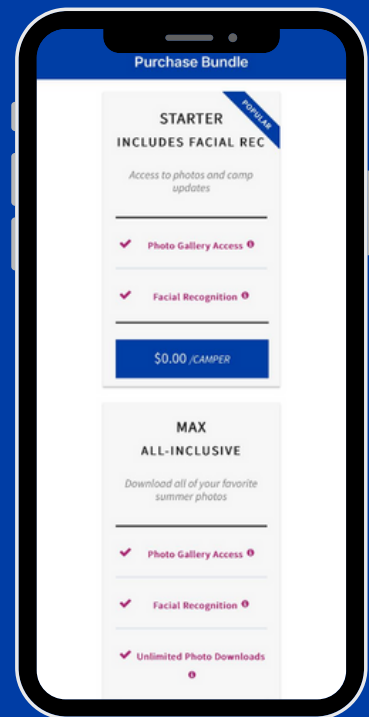 Purchase Bundle
POPULAR
STARTER
INCLUDES FACIAL REC
Access to photos and camp
updates
Photo Gallery Access
Facial Recognition
$0.00 /CAMPER
MAX
ALL-INCLUSIVE
Download all of your favorite
summer photos
Photo Gallery Access
Facial Recognition
Unlimited Photo Downloads